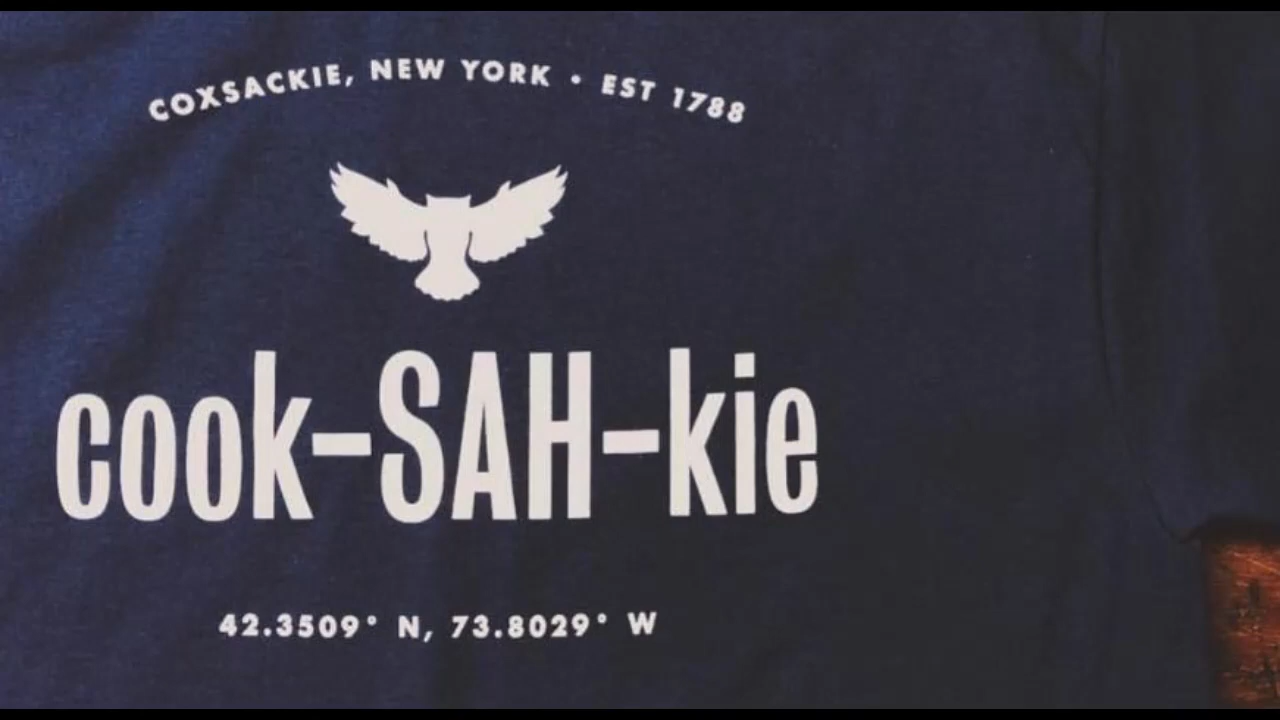 COXSACKIE, NEW YORK • EST 1788
cook-SAH-kie
42.3509° N, 73.8029° W